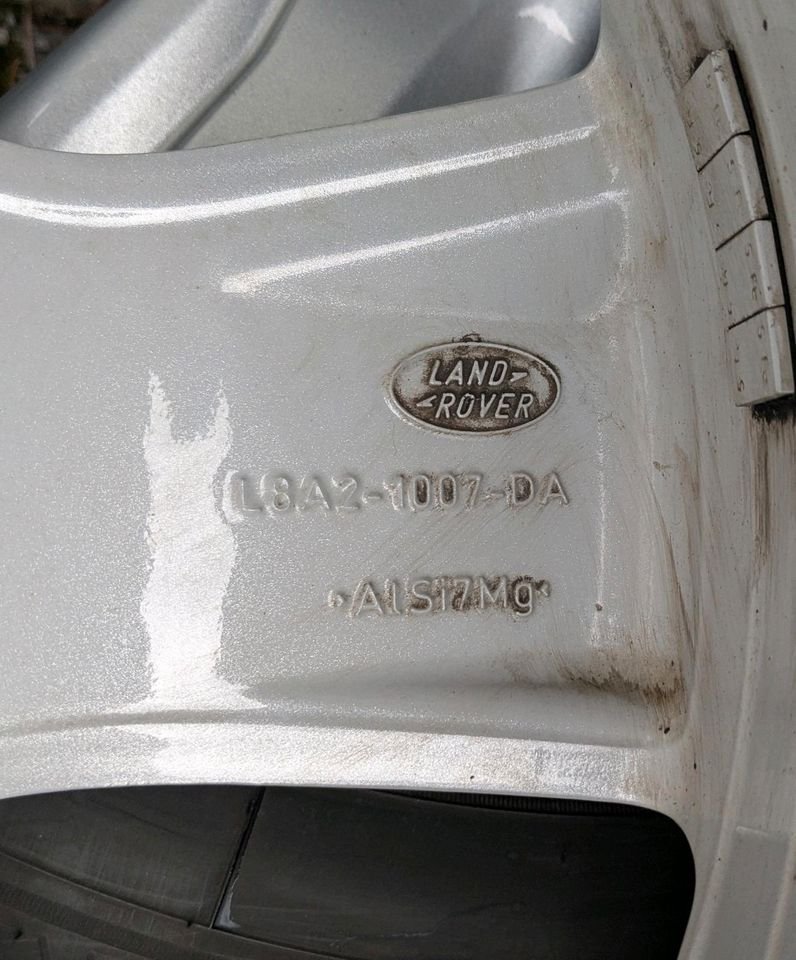 LAND
ROVER
L8A2-1007-DA
>AlSi7Mg<